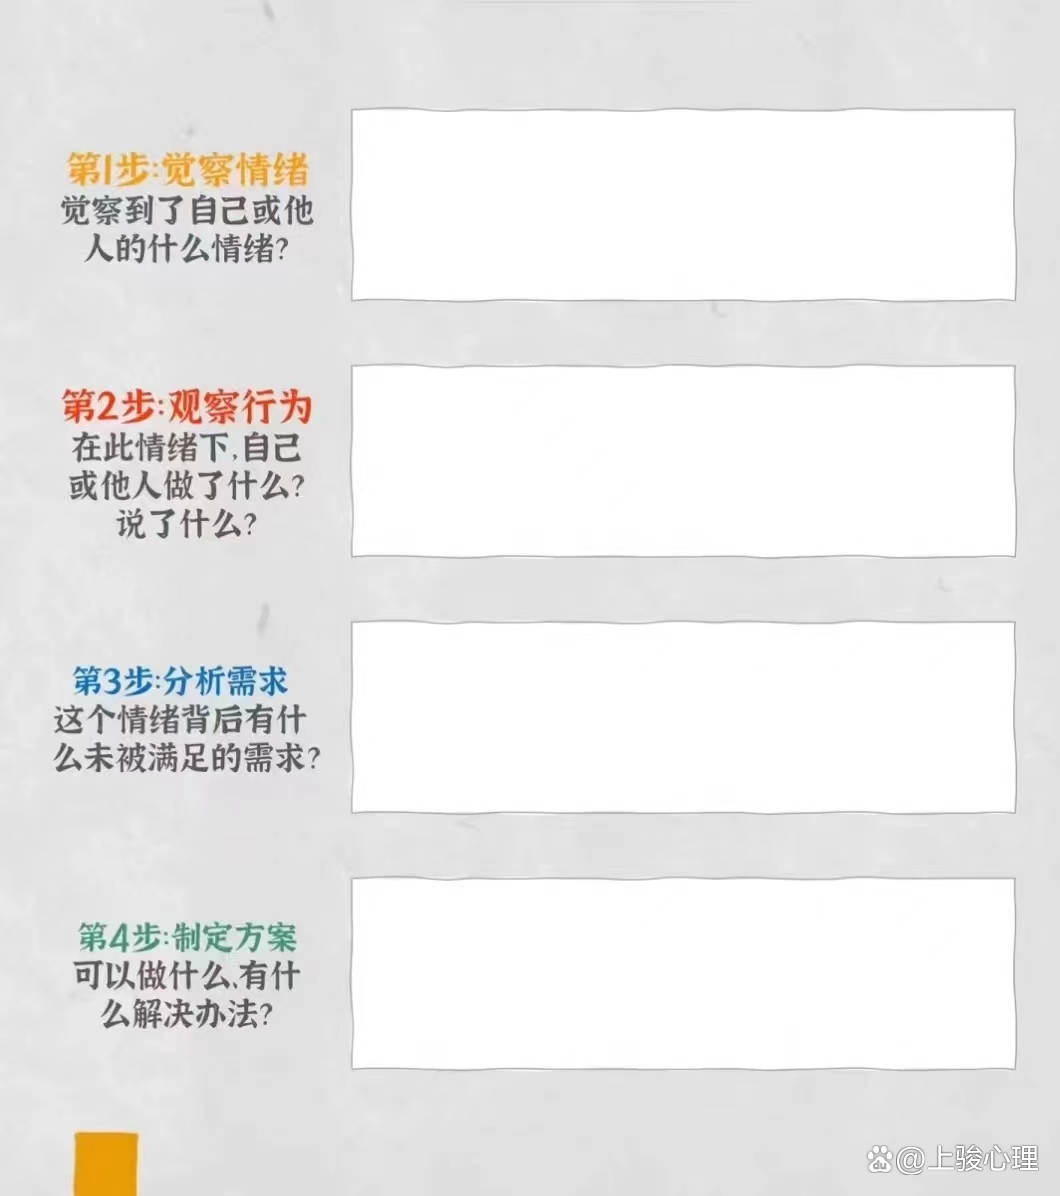 第1步:觉察情绪
觉察到了自己或他
人的什么情绪?
第2步:观察行为
在此情绪下,自己
或他人做了什么?
说了什么?
第3步:分析需求
这个情绪背后有什
么未被满足的需求?
第4步:制定方案
可以做什么,有什
么解决办法?
du @上骏心理